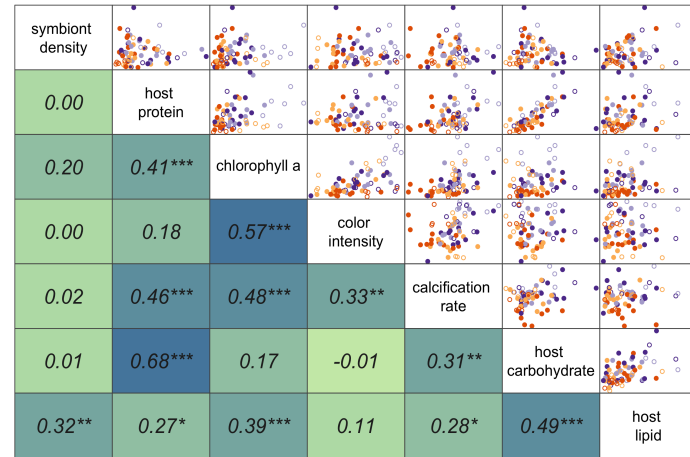 symbiont
density
0.00
host
protein
0.20
0.41***
chlorophyll a
0.00
0.18
0.57***
color
intensity
0.02
0.46***
0.48***
0.33**
calcification
rate
0.01
0.68***
0.17
-0.01
0.31**
host
carbohydrate
0.32**
0.27*
0.39***
0.11
0.28*
0.49***
host
lipid